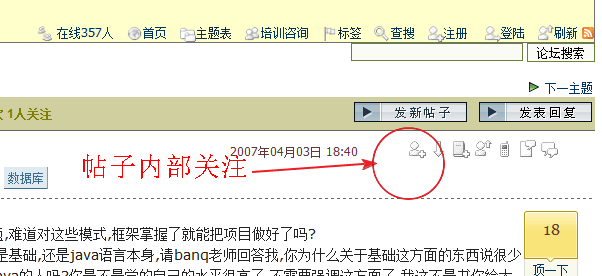 在线357人 首页 主题表 培训咨询 标签 查搜 注册 登陆 刷新
论坛搜索
下一主题
1人关注 发新帖子 发表回复
2007年04月03日 18:40
帖子内部关注
数据库
,难道对这些模式,框架掌握了就能把项目做好了吗?
18
是基础,还是java语言本身,请banq老师回答我,你为什么关于基础这方面的东西说很少
顶一下